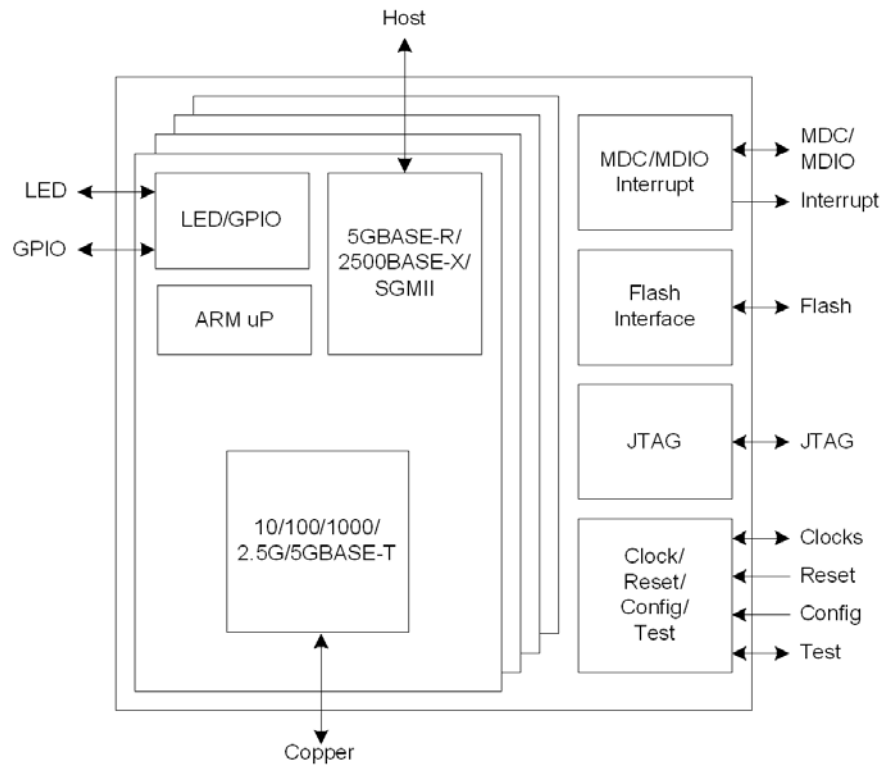 Host
LED
GPIO
LED/GPIO
ARM uP
5GBASE-R/
2500BASE-X/
SGMII
10/100/1000/
2.5G/5GBASE-T
Copper
MDC/MDIO
Interrupt
MDC/
MDIO
Interrupt
Flash
Interface
Flash
JTAG
JTAG
Clock/
Reset/
Config/
Test
Clocks
Reset
Config
Test